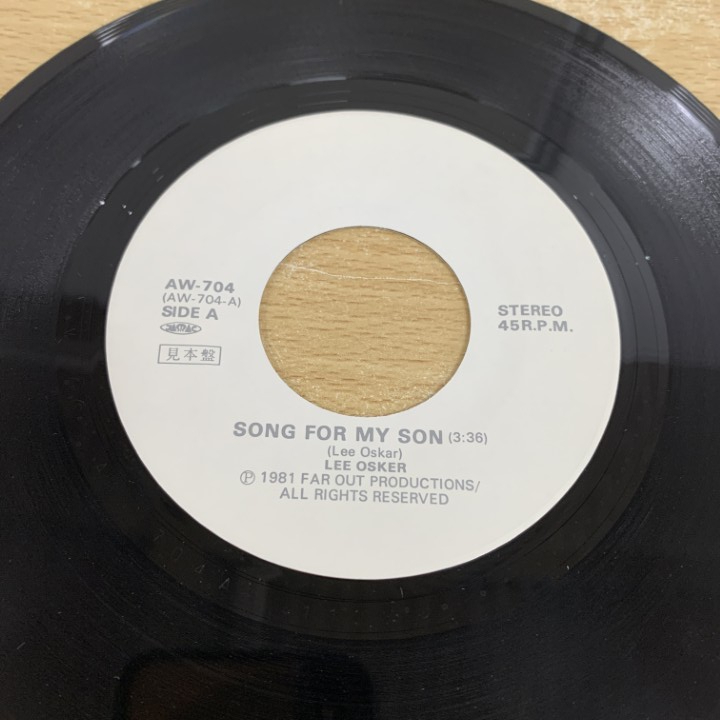 AW-704
(AW-704-A)
SIDE A
JASRAC
見本盤
STEREO
45R.P.M.
SONG FOR MY SON (3:36)
(Lee Oskar)
LEE OSKER
Ⓟ 1981 FAR OUT PRODUCTIONS/
ALL RIGHTS RESERVED